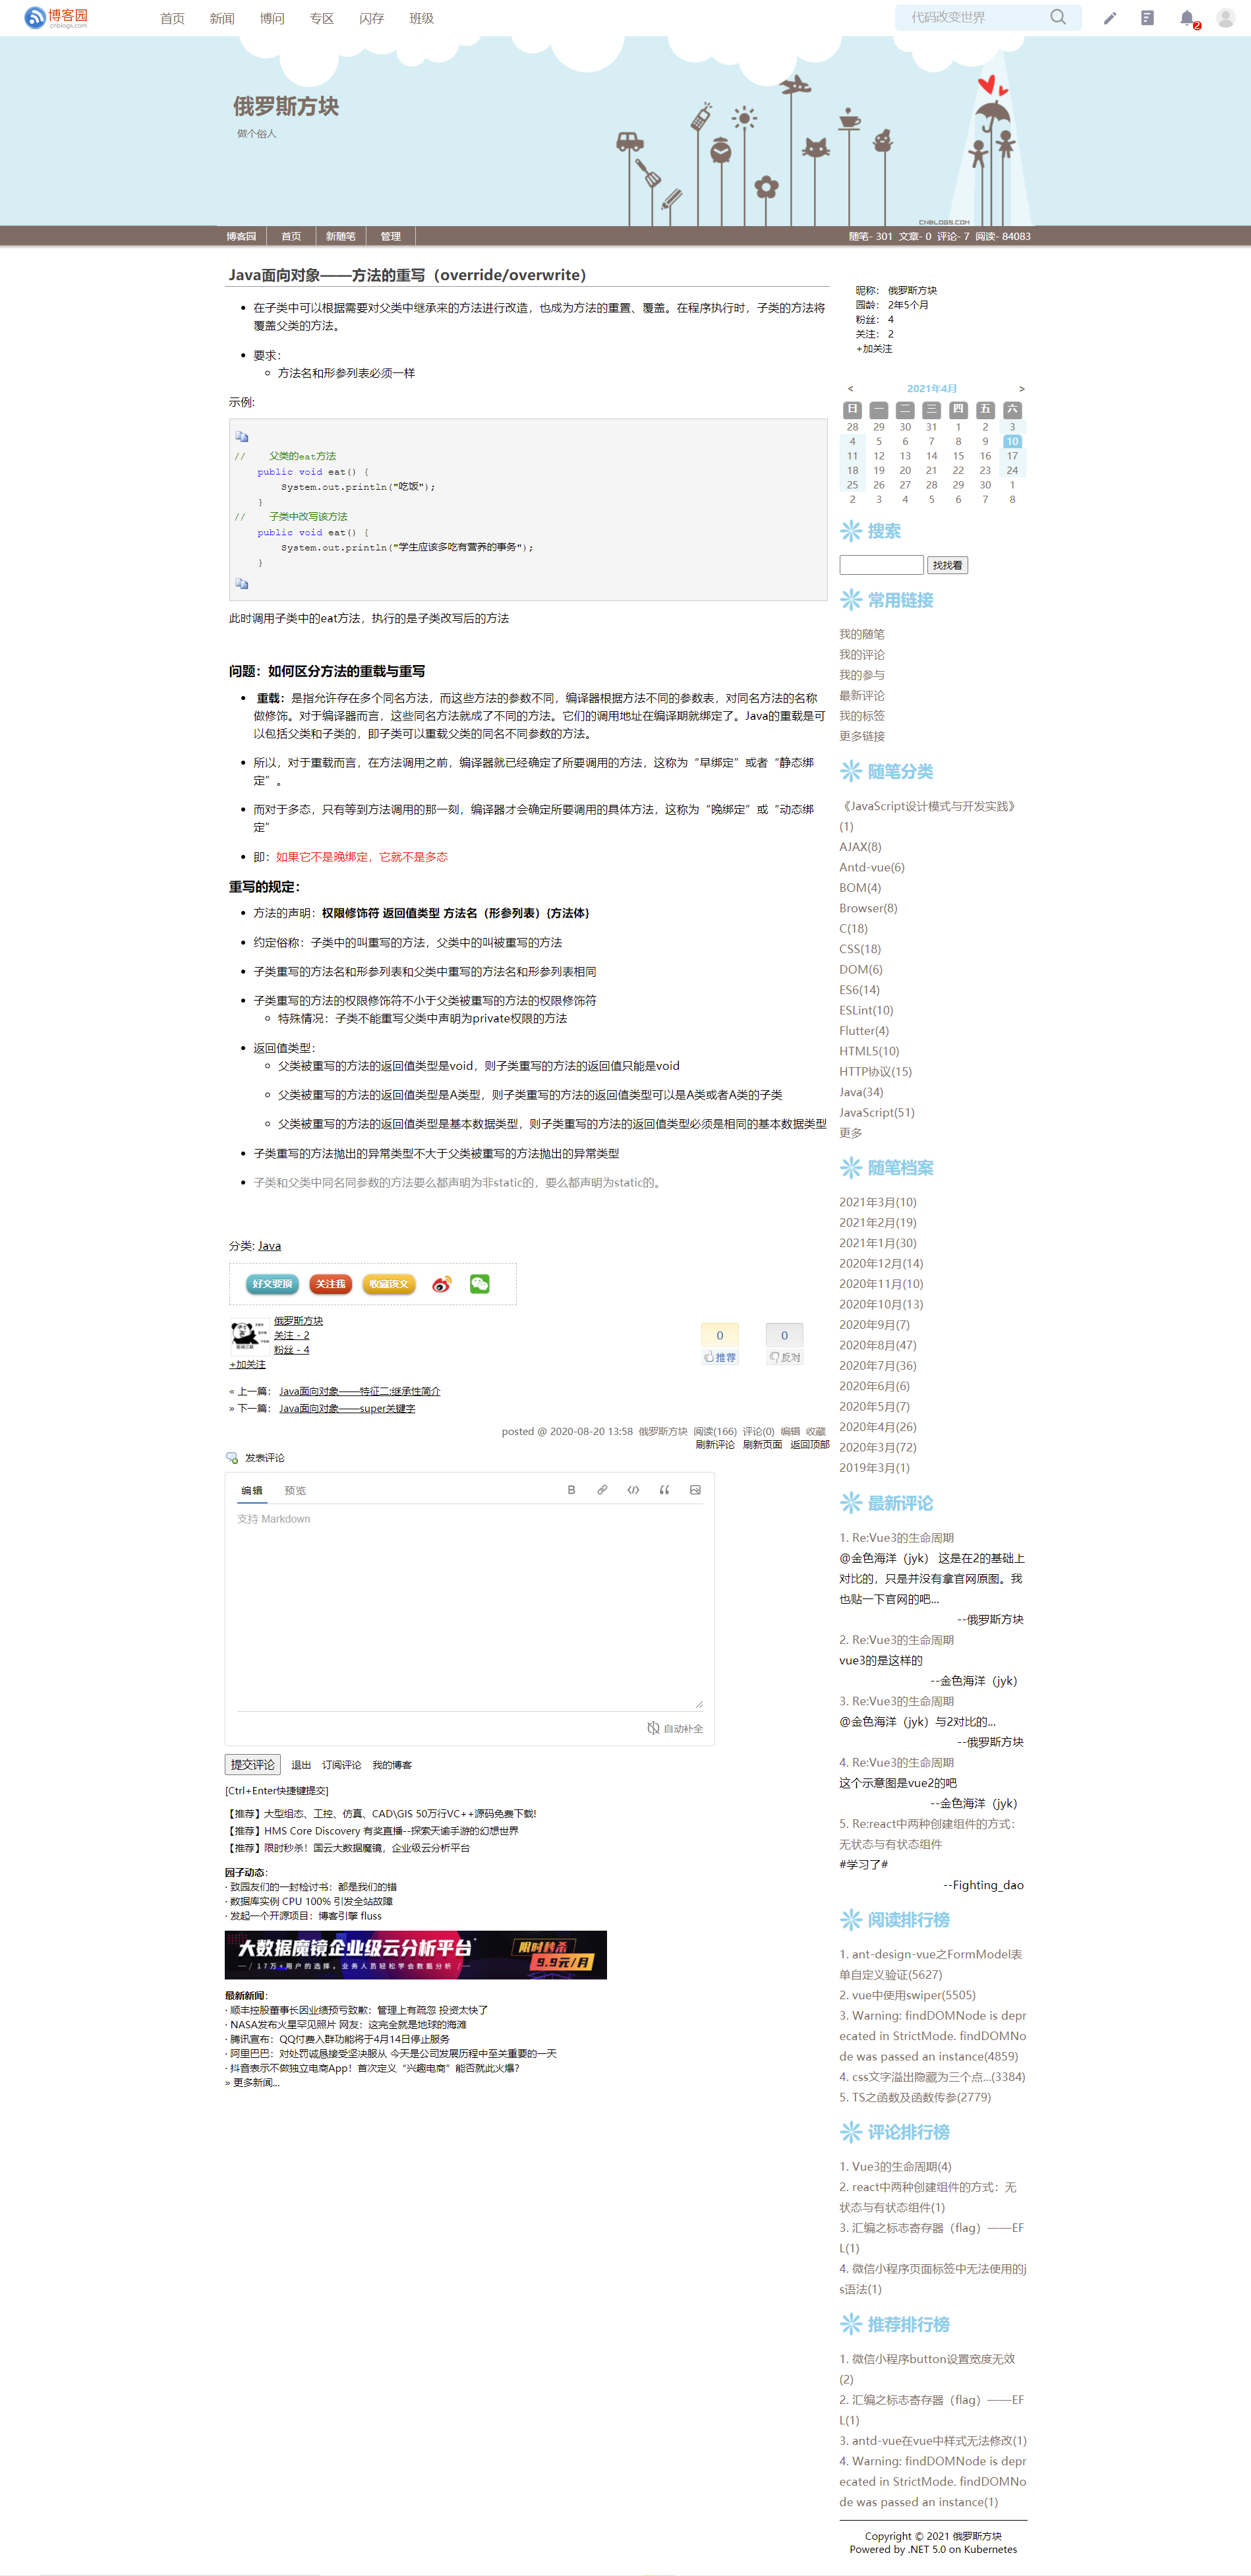 博客园
cnblogs.com
首页 新闻 博问 专区 闪存 班级
代码改变世界
2
俄罗斯方块
做个俗人
CNBLOGS.COM
博客园 首页 新随笔 管理
随笔- 301 文章- 0 评论- 7 阅读- 84083
Java面向对象——方法的重写（override/overwrite）
在子类中可以根据需要对父类中继承来的方法进行改造，也成为方法的重置、覆盖。在程序执行时，子类的方法将
覆盖父类的方法。
要求：
方法名和形参列表必须一样
示例:
// 父类的eat方法
public void eat() {
System.out.println("吃饭");
}
// 子类中改写该方法
public void eat() {
System.out.println("学生应该多吃有营养的事务");
}
此时调用子类中的eat方法，执行的是子类改写后的方法
问题：如何区分方法的重载与重写
重载：是指允许存在多个同名方法，而这些方法的参数不同，编译器根据方法不同的参数表，对同名方法的名称
做修饰。对于编译器而言，这些同名方法就成了不同的方法。它们的调用地址在编译期就绑定了。Java的重载是可
以包括父类和子类的，即子类可以重载父类的同名不同参数的方法。
所以，对于重载而言，在方法调用之前，编译器就已经确定了所要调用的方法，这称为“早绑定”或者“静态绑
定”。
而对于多态，只有等到方法调用的那一刻，编译器才会确定所要调用的具体方法，这称为“晚绑定”或“动态绑
定”
即：如果它不是晚绑定，它就不是多态
重写的规定：
方法的声明：权限修饰符 返回值类型 方法名（形参列表）{方法体}
约定俗称：子类中的叫重写的方法，父类中的叫被重写的方法
子类重写的方法名和形参列表和父类中重写的方法名和形参列表相同
子类重写的方法的权限修饰符不小于父类被重写的方法的权限修饰符
特殊情况：子类不能重写父类中声明为private权限的方法
返回值类型：
父类被重写的方法的返回值类型是void，则子类重写的方法的返回值只能是void
父类被重写的方法的返回值类型是A类型，则子类重写的方法的返回值类型可以是A类或者A类的子类
父类被重写的方法的返回值类型是基本数据类型，则子类重写的方法的返回值类型必须是相同的基本数据类型
子类重写的方法抛出的异常类型不大于父类被重写的方法抛出的异常类型
子类和父类中同名同参数的方法要么都声明为非static的，要么都声明为static的。
分类: Java
好文要顶 关注我 收藏该文
俄罗斯方块
关注 - 2
粉丝 - 4
+加关注
0 0
推荐 反对
« 上一篇： Java面向对象——特征二:继承性简介
» 下一篇： Java面向对象——super关键字
posted @ 2020-08-20 13:58 俄罗斯方块 阅读(166) 评论(0) 编辑 收藏
刷新评论 刷新页面 返回顶部
发表评论
编辑 预览
B
支持 Markdown
自动补全
提交评论 退出 订阅评论 我的博客
[Ctrl+Enter快捷键提交]
【推荐】大型组态、工控、仿真、CAD\GIS 50万行VC++源码免费下载!
【推荐】HMS Core Discovery 有奖直播--探索天谕手游的幻想世界
【推荐】限时秒杀！国云大数据魔镜，企业级云分析平台
园子动态：
· 致园友们的一封检讨书：都是我们的错
· 数据库实例 CPU 100% 引发全站故障
· 发起一个开源项目：博客引擎 fluss
大数据魔镜企业级云分析平台
17万+用户的选择，业务人员轻松学会数据分析
限时秒杀
9.9元/月
最新新闻：
· 顺丰控股董事长因业绩预亏致歉：管理上有疏忽 投资太快了
· NASA发布火星罕见照片 网友：这完全就是地球的海滩
· 腾讯宣布：QQ付费入群功能将于4月14日停止服务
· 阿里巴巴：对处罚诚恳接受坚决服从 今天是公司发展历程中至关重要的一天
· 抖音表示不做独立电商App！首次定义“兴趣电商”能否就此火爆？
» 更多新闻...
昵称： 俄罗斯方块
园龄： 2年5个月
粉丝： 4
关注： 2
+加关注
< 2021年4月 >
日 一 二 三 四 五 六
28 29 30 31 1 2 3
4 5 6 7 8 9 10
11 12 13 14 15 16 17
18 19 20 21 22 23 24
25 26 27 28 29 30 1
2 3 4 5 6 7 8
搜索
找找看
常用链接
我的随笔
我的评论
我的参与
最新评论
我的标签
更多链接
随笔分类
《JavaScript设计模式与开发实践》
(1)
AJAX(8)
Antd-vue(6)
BOM(4)
Browser(8)
C(18)
CSS(18)
DOM(6)
ES6(14)
ESLint(10)
Flutter(4)
HTML5(10)
HTTP协议(15)
Java(34)
JavaScript(51)
更多
随笔档案
2021年3月(10)
2021年2月(19)
2021年1月(30)
2020年12月(14)
2020年11月(10)
2020年10月(13)
2020年9月(7)
2020年8月(47)
2020年7月(36)
2020年6月(6)
2020年5月(7)
2020年4月(26)
2020年3月(72)
2019年3月(1)
最新评论
1. Re:Vue3的生命周期
@金色海洋（jyk） 这是在2的基础上
对比的，只是并没有拿官网原图。我
也贴一下官网的吧...
--俄罗斯方块
2. Re:Vue3的生命周期
vue3的是这样的
--金色海洋（jyk）
3. Re:Vue3的生命周期
@金色海洋（jyk）与2对比的...
--俄罗斯方块
4. Re:Vue3的生命周期
这个示意图是vue2的吧
--金色海洋（jyk）
5. Re:react中两种创建组件的方式：
无状态与有状态组件
#学习了#
--Fighting_dao
阅读排行榜
1. ant-design-vue之FormModel表
单自定义验证(5627)
2. vue中使用swiper(5505)
3. Warning: findDOMNode is depr
ecated in StrictMode. findDOMNo
de was passed an instance(4859)
4. css文字溢出隐藏为三个点...(3384)
5. TS之函数及函数传参(2779)
评论排行榜
1. Vue3的生命周期(4)
2. react中两种创建组件的方式：无
状态与有状态组件(1)
3. 汇编之标志寄存器（flag）——EF
L(1)
4. 微信小程序页面标签中无法使用的j
s语法(1)
推荐排行榜
1. 微信小程序button设置宽度无效
(2)
2. 汇编之标志寄存器（flag）——EF
L(1)
3. antd-vue在vue中样式无法修改(1)
4. Warning: findDOMNode is depr
ecated in StrictMode. findDOMNo
de was passed an instance(1)
Copyright © 2021 俄罗斯方块
Powered by .NET 5.0 on Kubernetes